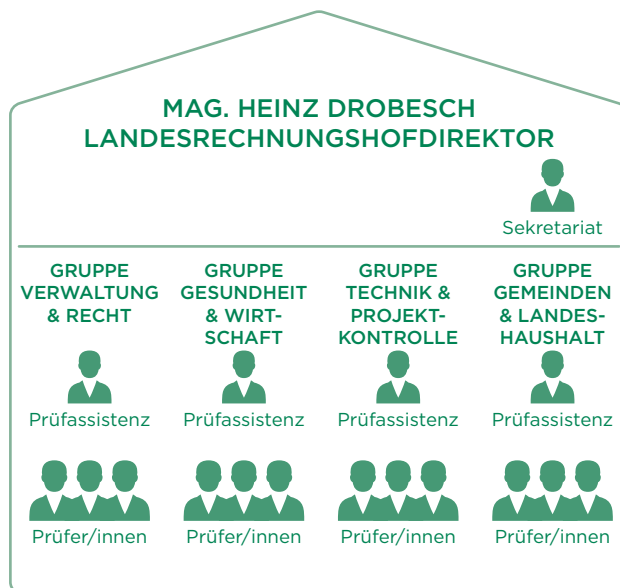 MAG. HEINZ DROBESCH
LANDESRECHNUNGSHOFDIREKTOR
Sekretariat
GRUPPE
VERWALTUNG
& RECHT
GRUPPE
GESUNDHEIT
& WIRT-
SCHAFT
GRUPPE
TECHNIK &
PROJEKT-
KONTROLLE
GRUPPE
GEMEINDEN
& LANDES-
HAUSHALT
Prüfassistenz
Prüfassistenz
Prüfassistenz
Prüfassistenz
Prüfer/innen
Prüfer/innen
Prüfer/innen
Prüfer/innen